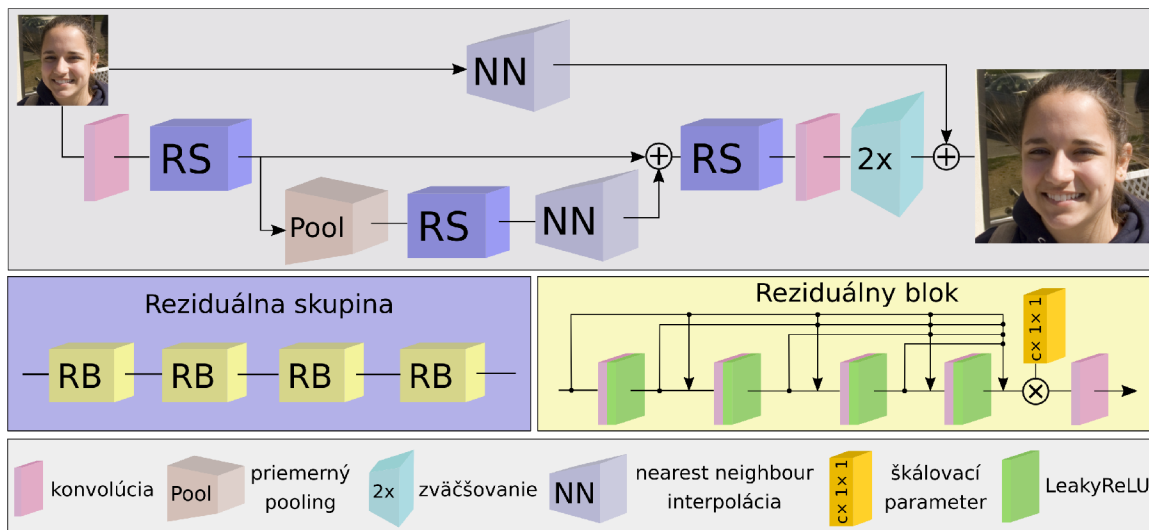 NN
RS
RS
2x
Pool
RS
NN
Reziduálna skupina
RB
RB
RB
RB
Reziduálny blok
c× 1× 1
konvolúcia
Pool
priemerný
pooling
2x
zväčšovanie
NN
nearest neighbour
interpolácia
c× 1× 1
škálovací
parameter
LeakyReLU